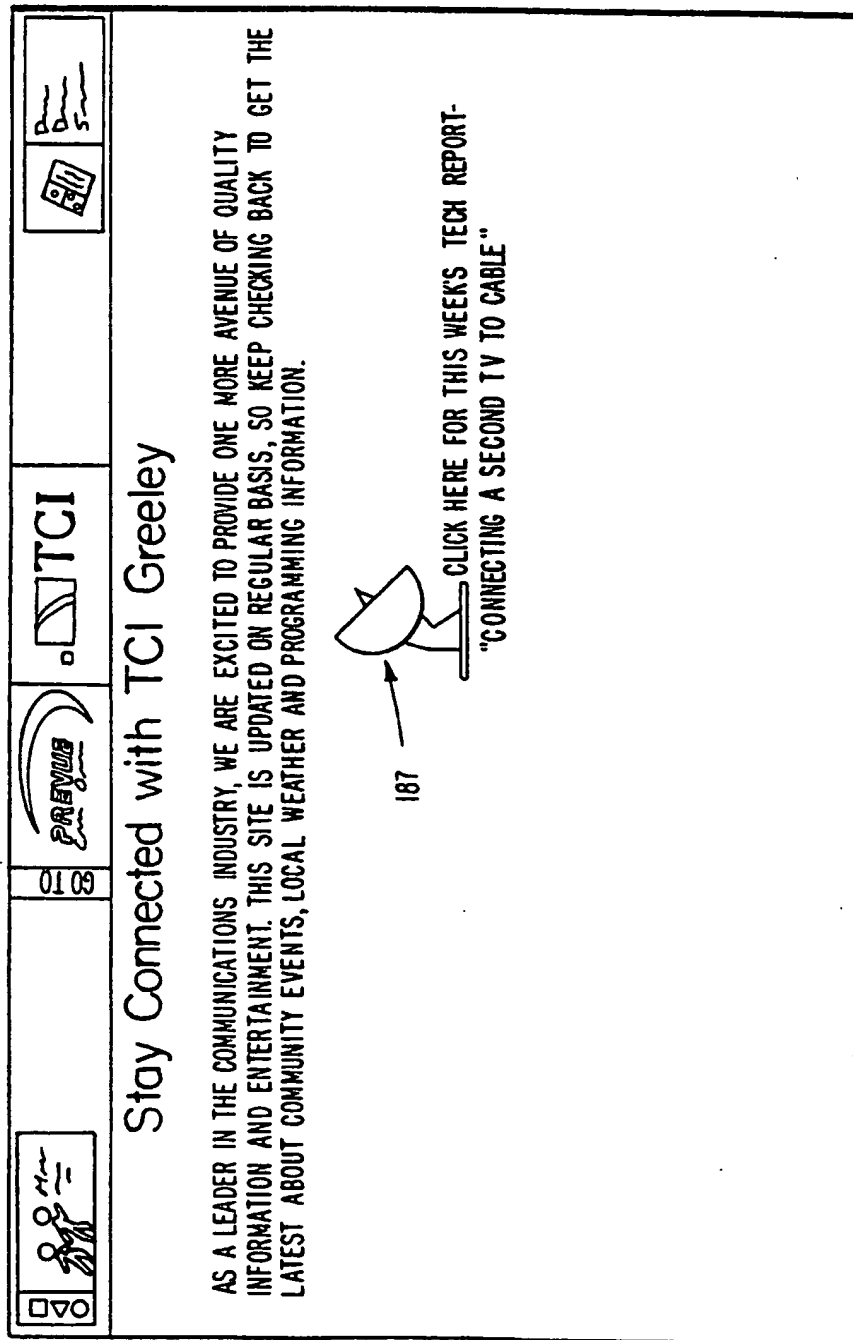 PREVUE
TCI
Stay Connected with TCI Greeley
AS A LEADER IN THE COMMUNICATIONS INDUSTRY, WE ARE EXCITED TO PROVIDE ONE MORE AVENUE OF QUALITY
INFORMATION AND ENTERTAINMENT. THIS SITE IS UPDATED ON REGULAR BASIS, SO KEEP CHECKING BACK TO GET THE
LATEST ABOUT COMMUNITY EVENTS, LOCAL WEATHER AND PROGRAMMING INFORMATION.
187
CLICK HERE FOR THIS WEEK'S TECH REPORT-
"CONNECTING A SECOND TV TO CABLE"